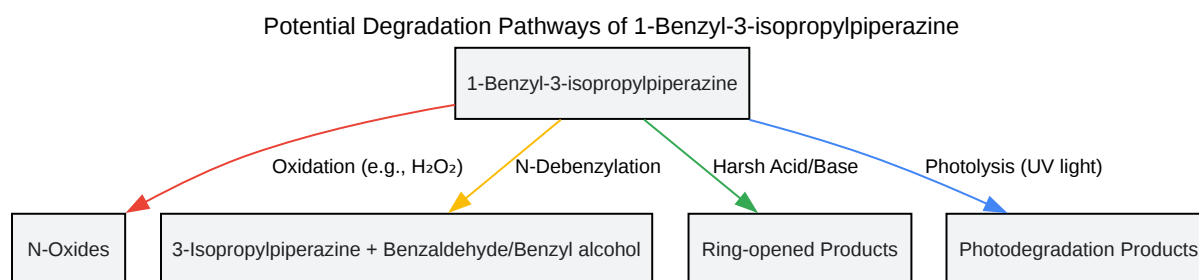 Potential Degradation Pathways of 1-Benzyl-3-isopropylpiperazine
1-Benzyl-3-isopropylpiperazine
Oxidation (e.g., H₂O₂)
N-Debenzylation
Harsh Acid/Base
Photolysis (UV light)
N-Oxides
3-Isopropylpiperazine + Benzaldehyde/Benzyl alcohol
Ring-opened Products
Photodegradation Products